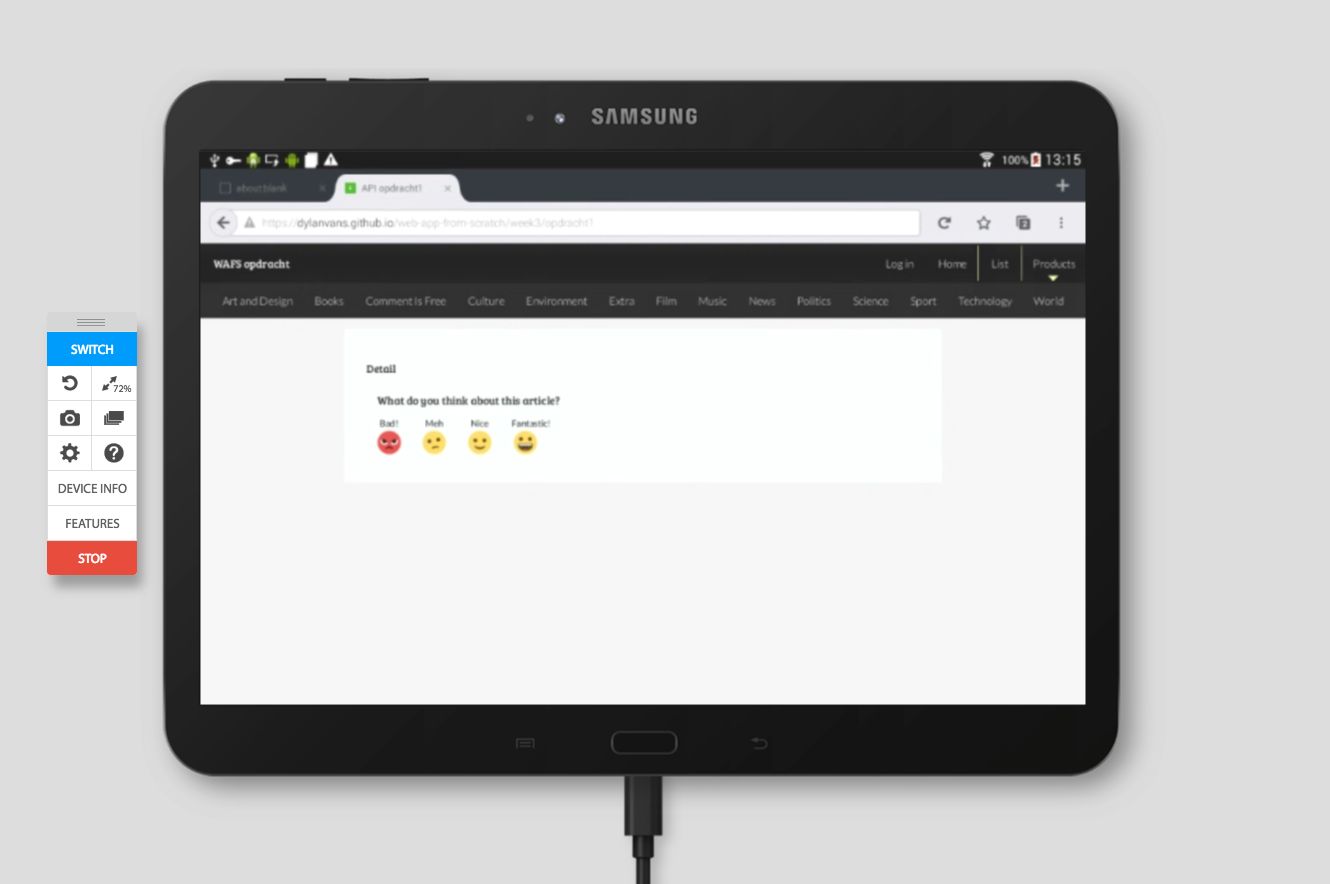 SAMSUNG
100% 13:15
about:blank API opdracht1
https://dylanvans.github.io/web-app-from-scratch/week3/opdracht1
2
WAFS opdracht Log in Home List Products
Art and Design Books Comment Is Free Culture Environment Extra Film Music News Politics Science Sport Technology World
Detail
What do you think about this article?
Bad! Meh Nice Fantastic!
SWITCH
72%
DEVICE INFO
FEATURES
STOP